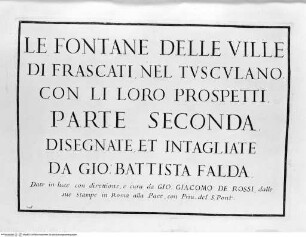 LE FONTANE DELLE VILLE
DI FRASCATI, NEL TVSCVLANO
CON LI LORO PROSPETTI.
PARTE SECONDA.
DISEGNATE, ET INTAGLIATE
DA GIO: BATTISTA FALDA.
Date in luce con direttione, e cura da GIO. GIACOMO DE ROSSI, dalle
sue stampe in Roma alla Pace, con Priu. del S. Pont.